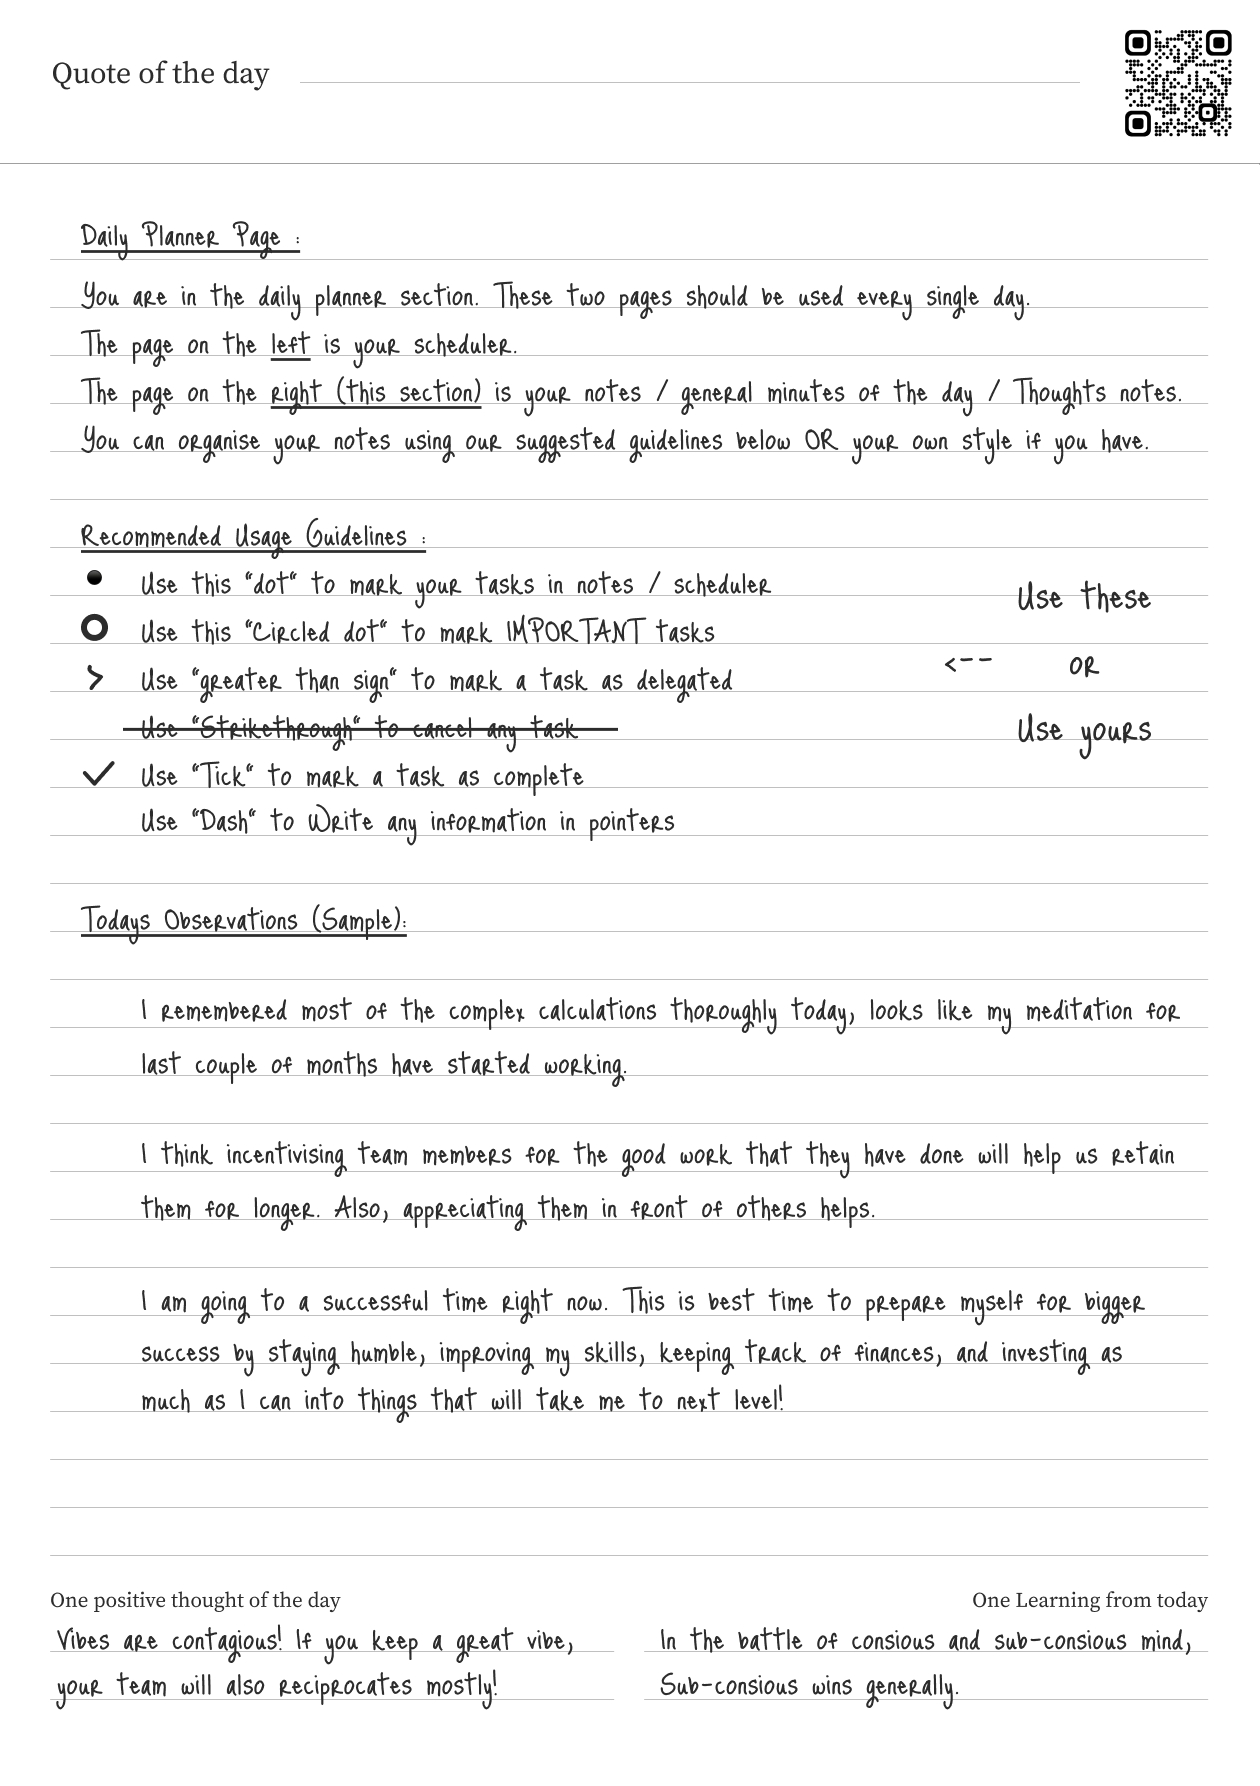 Quote of the day
Daily Planner Page :
You are in the daily planner section. These two pages should be used every single day.
The page on the left is your scheduler.
The page on the right (this section) is your notes / general minutes of the day / Thoughts notes.
You can organise your notes using our suggested guidelines below OR your own style if you have.
Recommended Usage Guidelines :
Use this "dot" to mark your tasks in notes / scheduler
Use this "Circled dot" to mark IMPORTANT tasks
> Use "greater than sign" to mark a task as delegated
Use "Strikethrough" to cancel any task
✓ Use "Tick" to mark a task as complete
Use "Dash" to Write any information in pointers
Use these
<-- OR
Use yours
Todays Observations (Sample):
I remembered most of the complex calculations thoroughly today, looks like my meditation for
last couple of months have started working.
I think incentivising team members for the good work that they have done will help us retain
them for longer. Also, appreciating them in front of others helps.
I am going to a successful time right now. This is best time to prepare myself for bigger
success by staying humble, improving my skills, keeping track of finances, and investing as
much as I can into things that will take me to next level!
One positive thought of the day
Vibes are contagious! If you keep a great vibe,
your team will also reciprocates mostly!
One Learning from today
In the battle of consious and sub-consious mind,
Sub-consious wins generally.